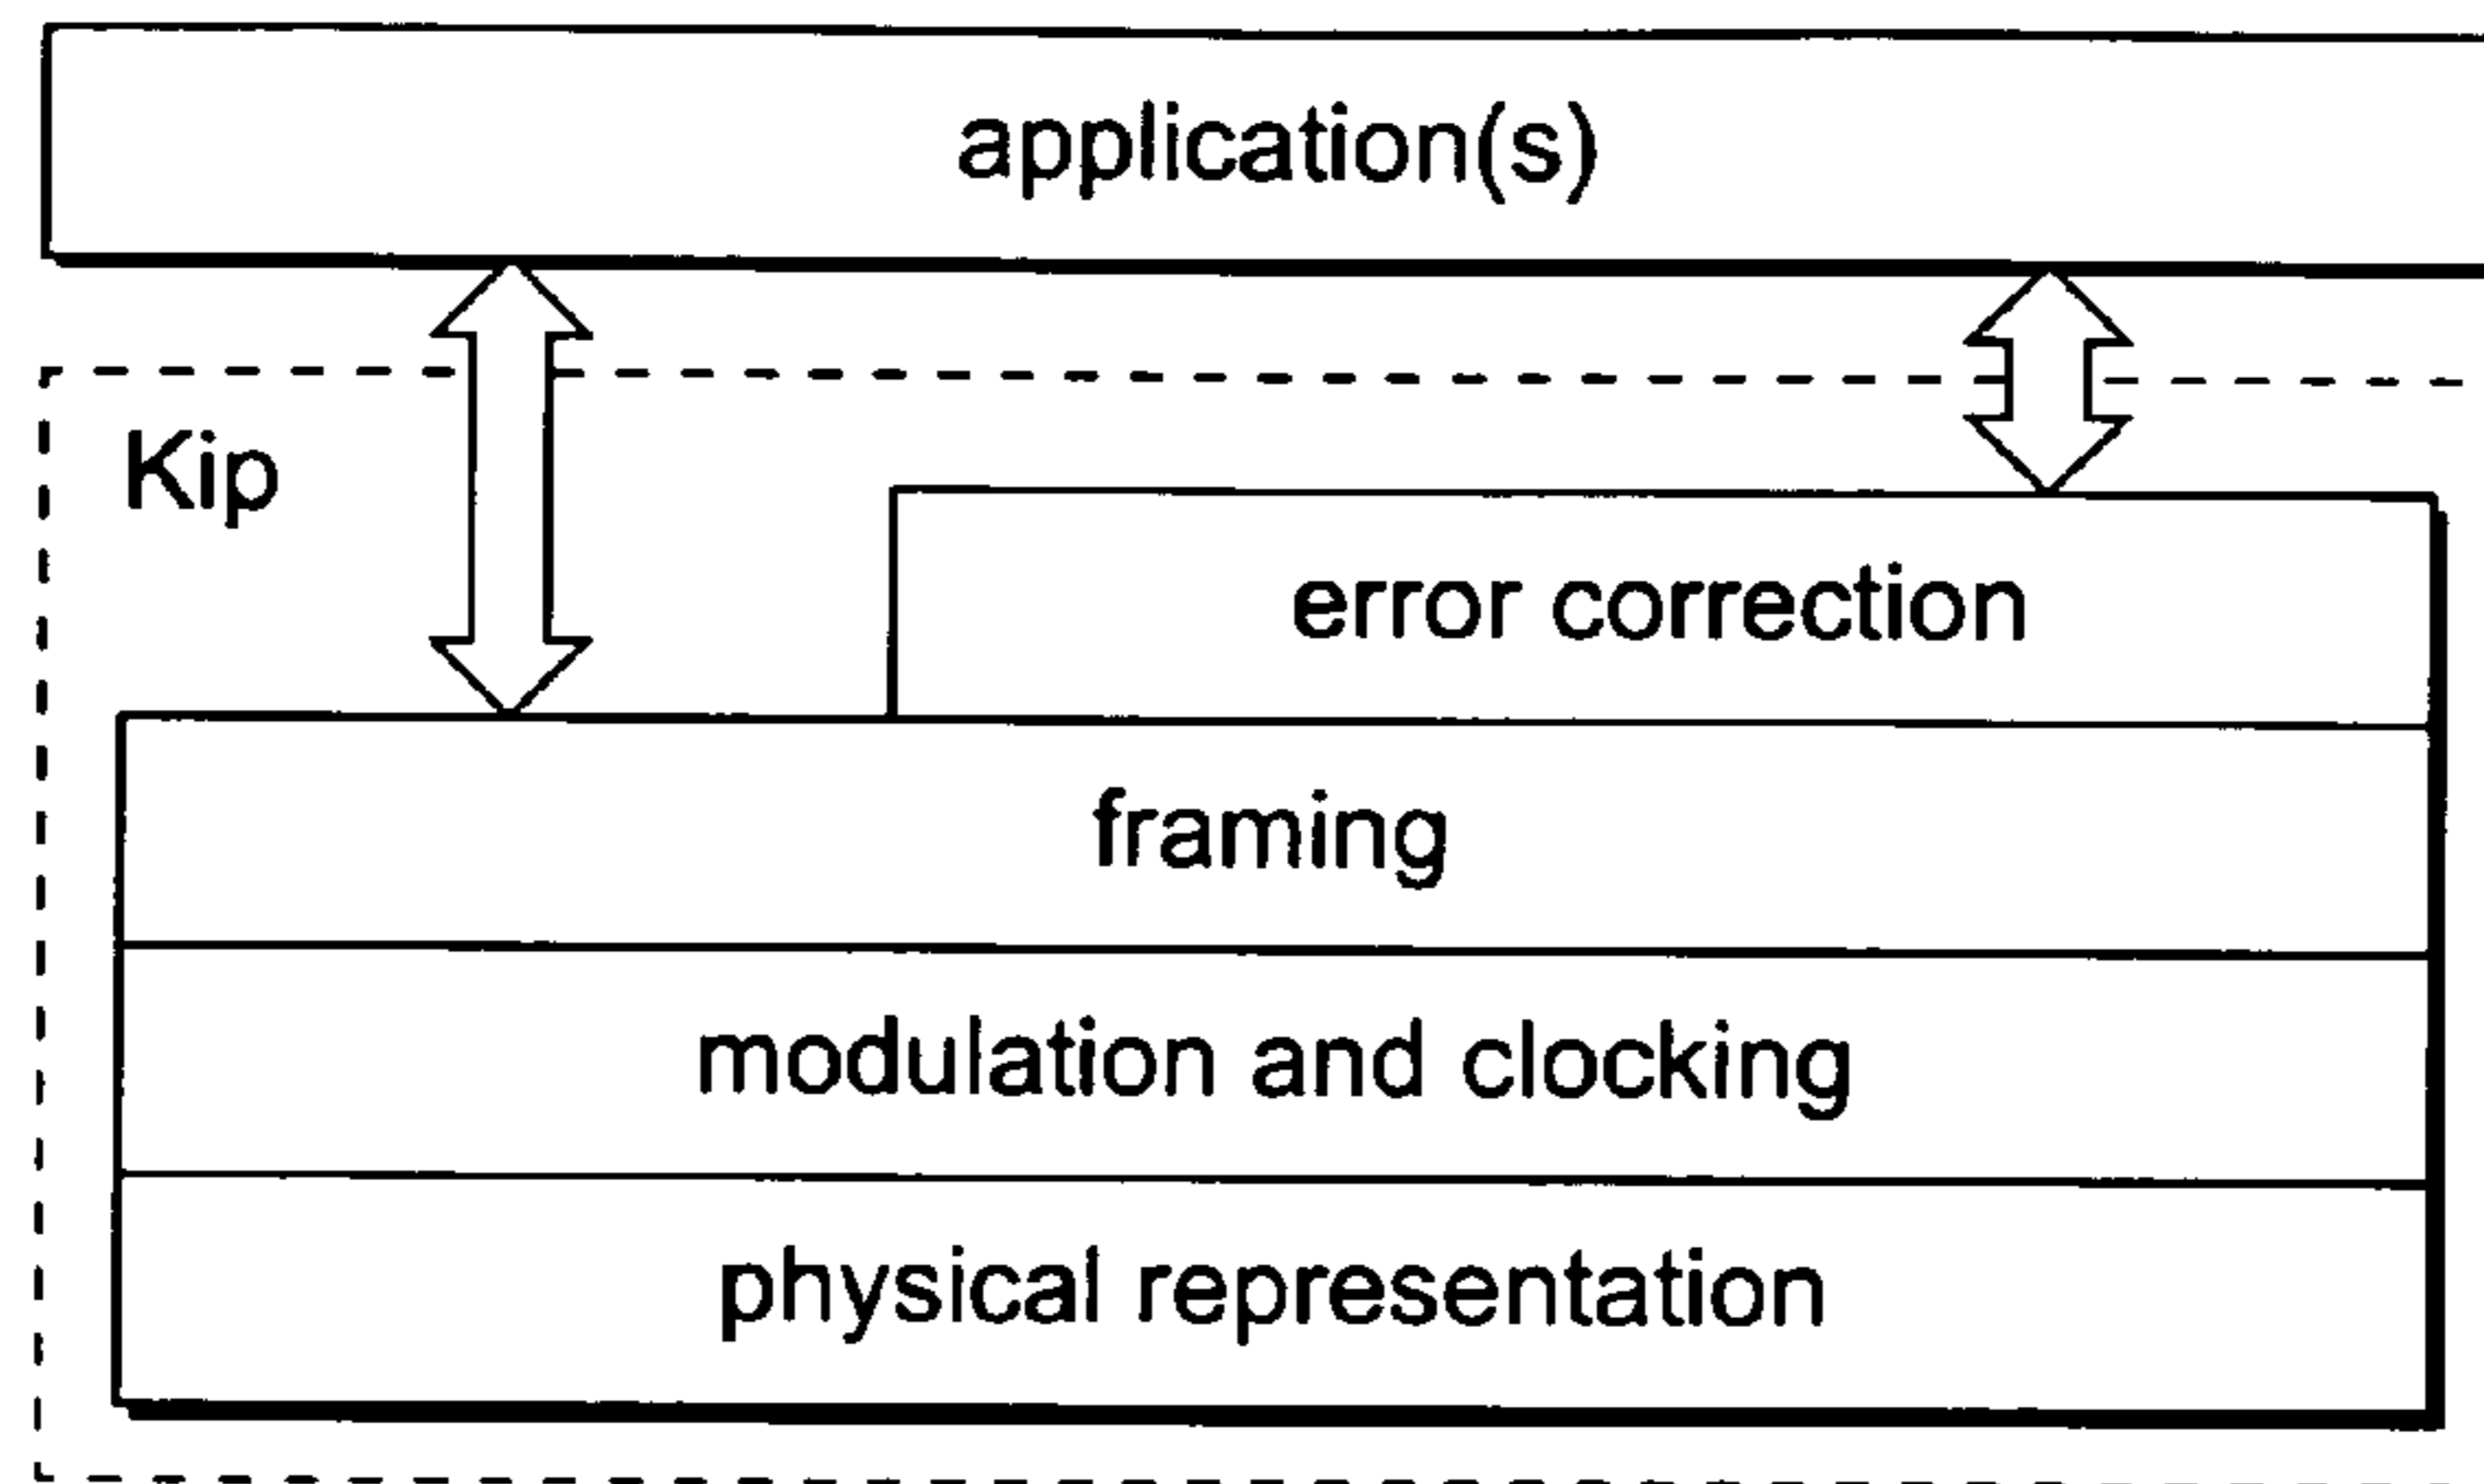 application(s)
Kip
error correction
framing
modulation and clocking
physical representation